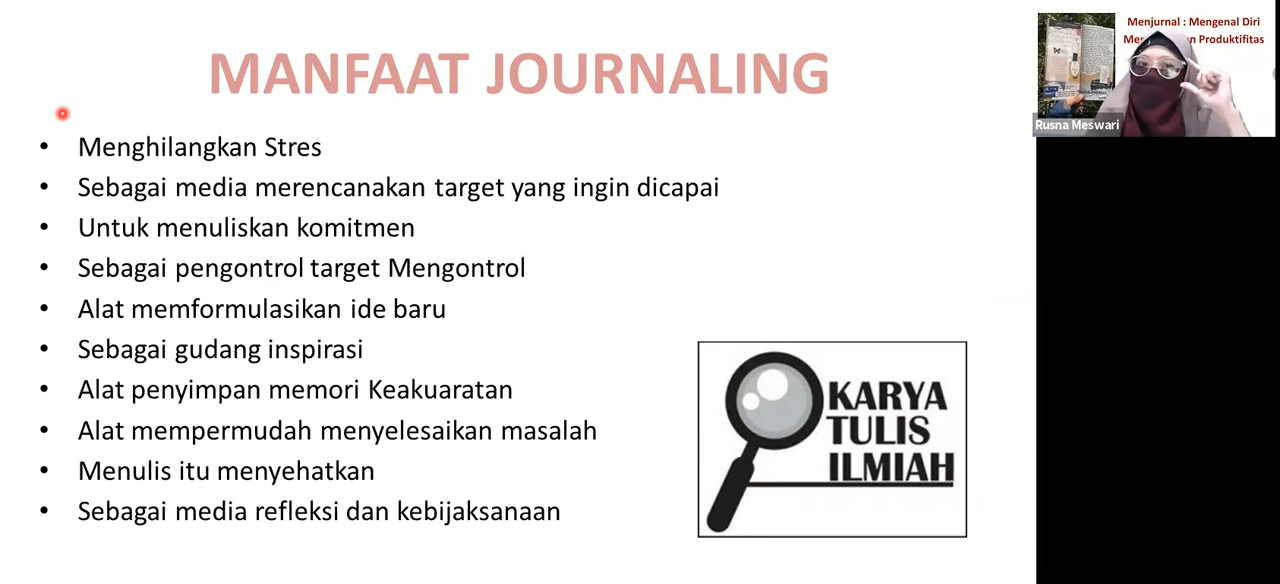 MANFAAT JOURNALING
• Menghilangkan Stres
• Sebagai media merencanakan target yang ingin dicapai
• Untuk menuliskan komitmen
• Sebagai pengontrol target Mengontrol
• Alat memformulasikan ide baru
• Sebagai gudang inspirasi
• Alat penyimpan memori Keakuaratan
• Alat mempermudah menyelesaikan masalah
• Menulis itu menyehatkan
• Sebagai media refleksi dan kebijaksanaan
KARYA
TULIS
ILMIAH
Menjurnal : Mengenal Diri
Produktifitas
Rusna Meswari